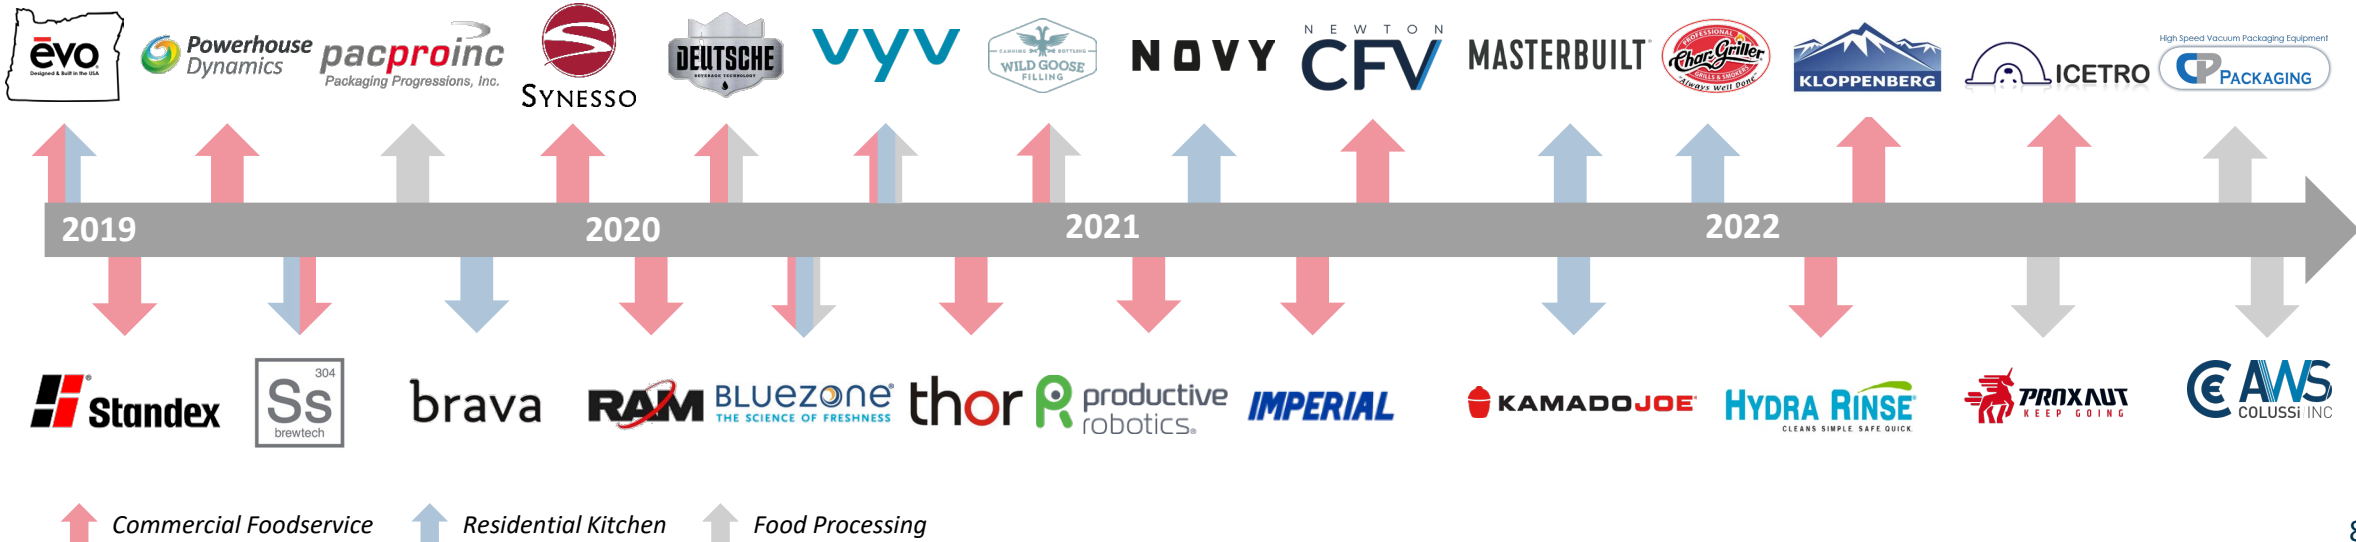 ēvo
Designed & Built in the USA
Powerhouse
Dynamics
pacproinc
Packaging Progressions, Inc.
SYNESSO
DEUTSCHE
BEVERAGE TECHNOLOGY
vyv
CANNING BOTTLING
WILD GOOSE
FILLING
NOVY
NEWTON
CFV
MASTERBUILT
PROFESSIONAL
Char-Griller
GRILLS & SMOKERS
"Always Well Done"
KLOPPENBERG
ICETRO
High Speed Vacuum Packaging Equipment
CP PACKAGING
2019
2020
2021
2022
Standex
304
Ss
brewtech
brava
RAM
BLUEZONE®
THE SCIENCE OF FRESHNESS
thor
productive
robotics®
IMPERIAL
KAMADOJOE®
HYDRA RINSE
CLEANS SIMPLE. SAFE QUICK.
PROXAUT
KEEP GOING
AWS
COLUSSI INC
Commercial Foodservice
Residential Kitchen
Food Processing